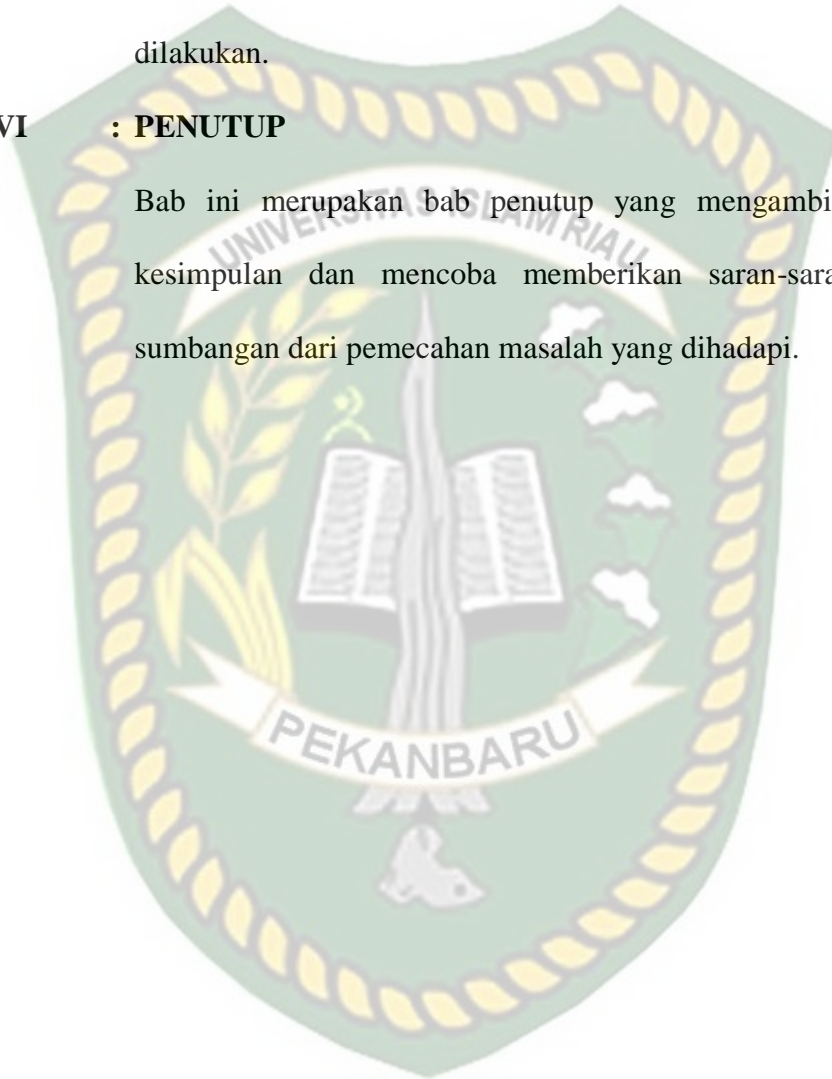 dilakukan.
VI : PENUTUP
Bab ini merupakan bab penutup yang mengambi
UNIVERSITAS ISLAM RIAU
kesimpulan dan mencoba memberikan saran-sara
sumbangan dari pemecahan masalah yang dihadapi.
PEKANBARU